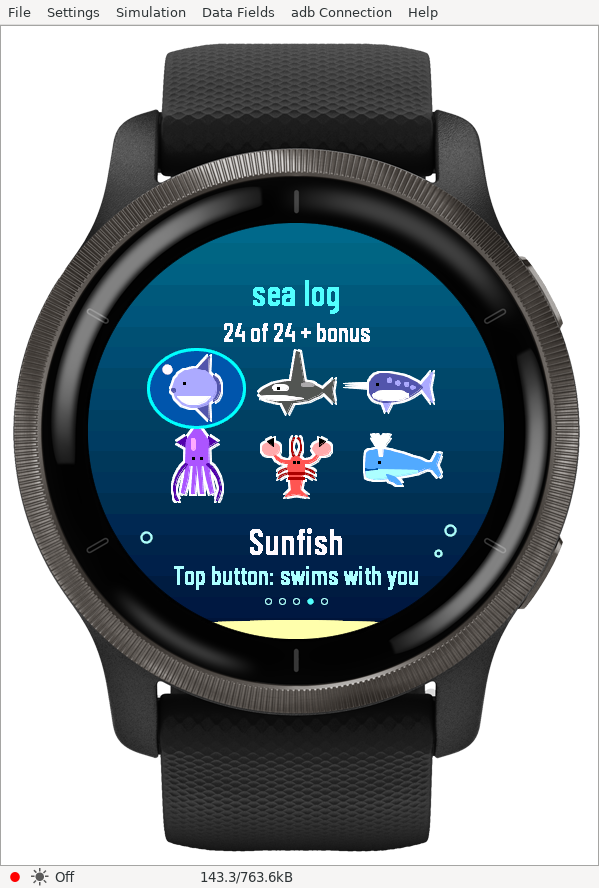 File Settings Simulation Data Fields adb Connection Help
sea log
24 of 24 + bonus
Sunfish
Top button: swims with you
Off 143.3/763.6kB